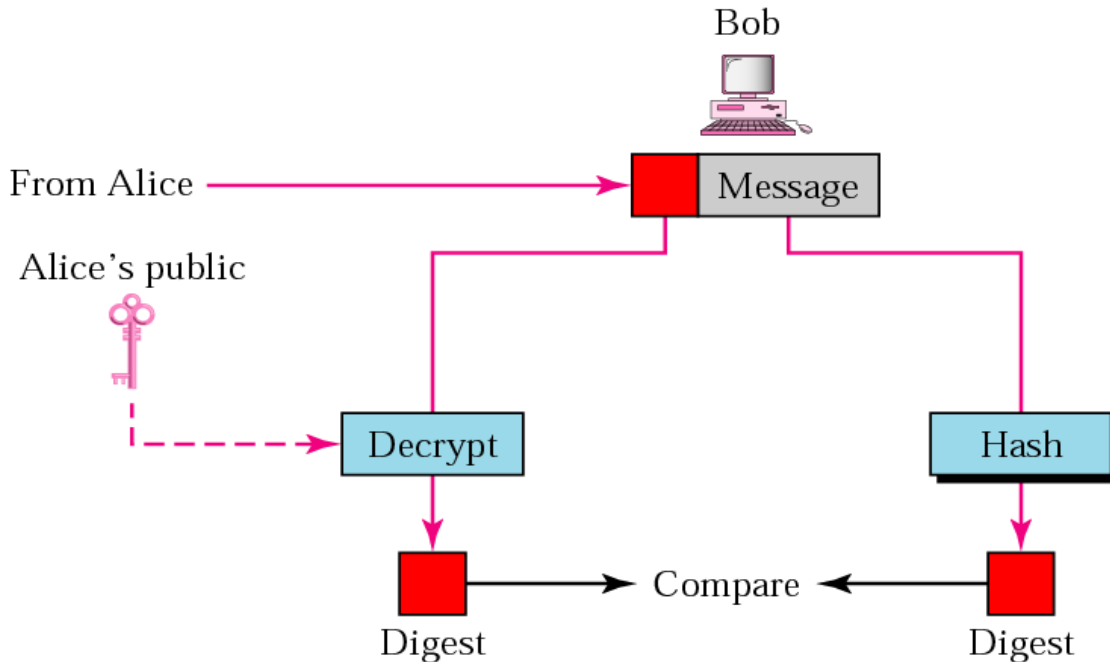 Bob
From Alice
Message
Alice’s public
Decrypt
Hash
Compare
Digest
Digest